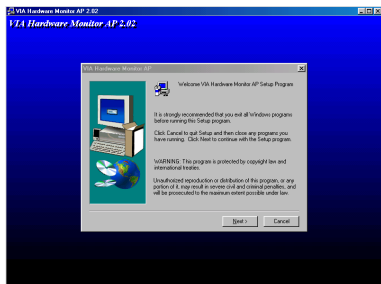 VIA Hardware Monitor AP 2.02
VIA Hardware Monitor AP 2.02
VIA Hardware Monitor AP
Welcome VIA Hardware Monitor AP Setup Program
It is strongly recommended that you exit all Windows programs
before running this Setup program.
Click Cancel to quit Setup and then close any programs you
have running. Click Next to continue with the Setup program.
WARNING: This program is protected by copyright law and
international treaties.
Unauthorized reproduction or distribution of this program, or any
portion of it, may result in severe civil and criminal penalties, and
will be prosecuted to the maximum extent possible under law.
Next >
Cancel